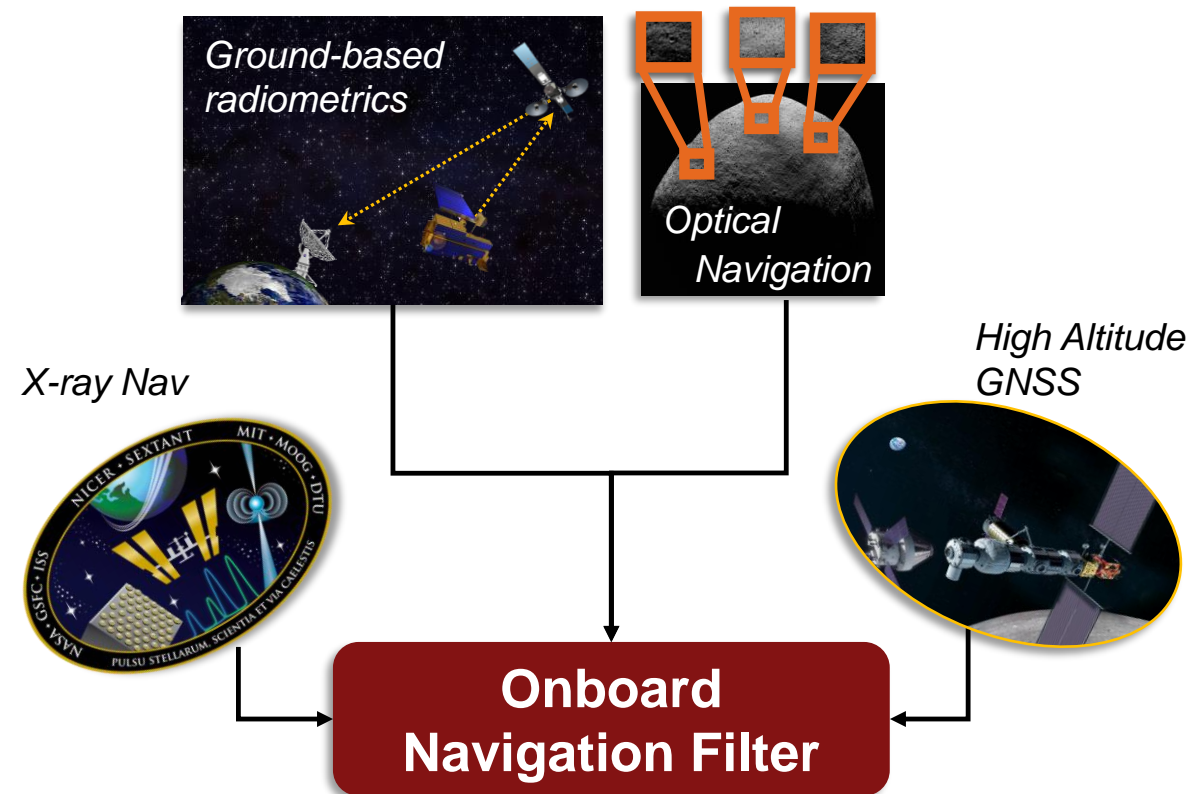 Ground-based
radiometrics
Optical
Navigation
High Altitude
GNSS
X-ray Nav
NICER • SEXTANT
MIT • MOOG • DTU
NASA • GSFC • ISS
PULSU STELLARUM, SCIENTIA ET VIA CAELESTIS
Onboard
Navigation Filter